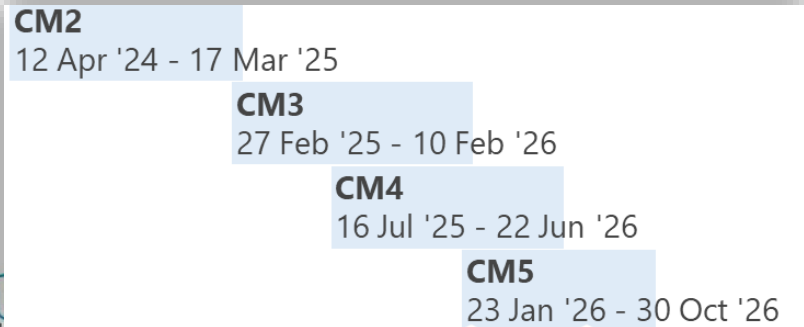 CM2
12 Apr '24 - 17 Mar '25
CM3
27 Feb '25 - 10 Feb '26
CM4
16 Jul '25 - 22 Jun '26
CM5
23 Jan '26 - 30 Oct '26